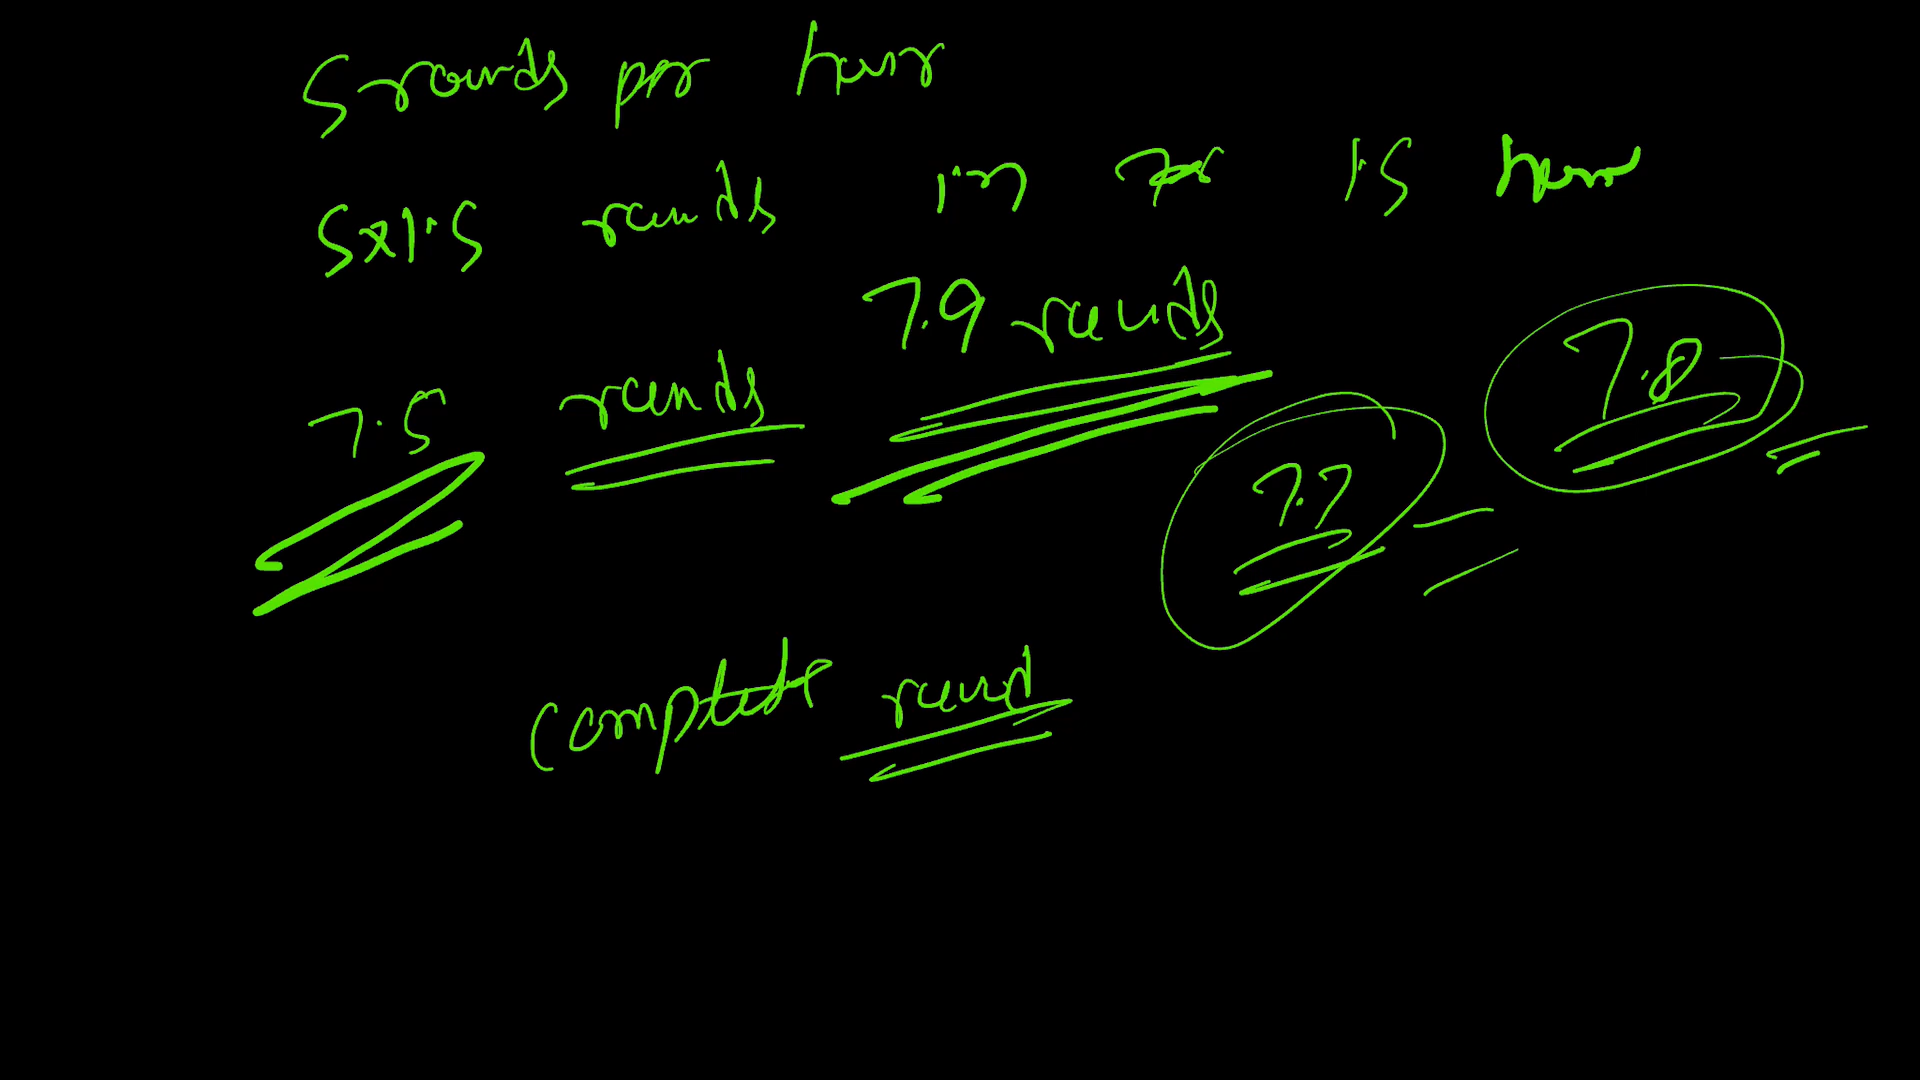 5 rounds per hour
5x1.5 rounds in 1.5 hour
7.9 rounds
7.8
7.5 rounds
7.7
complete round